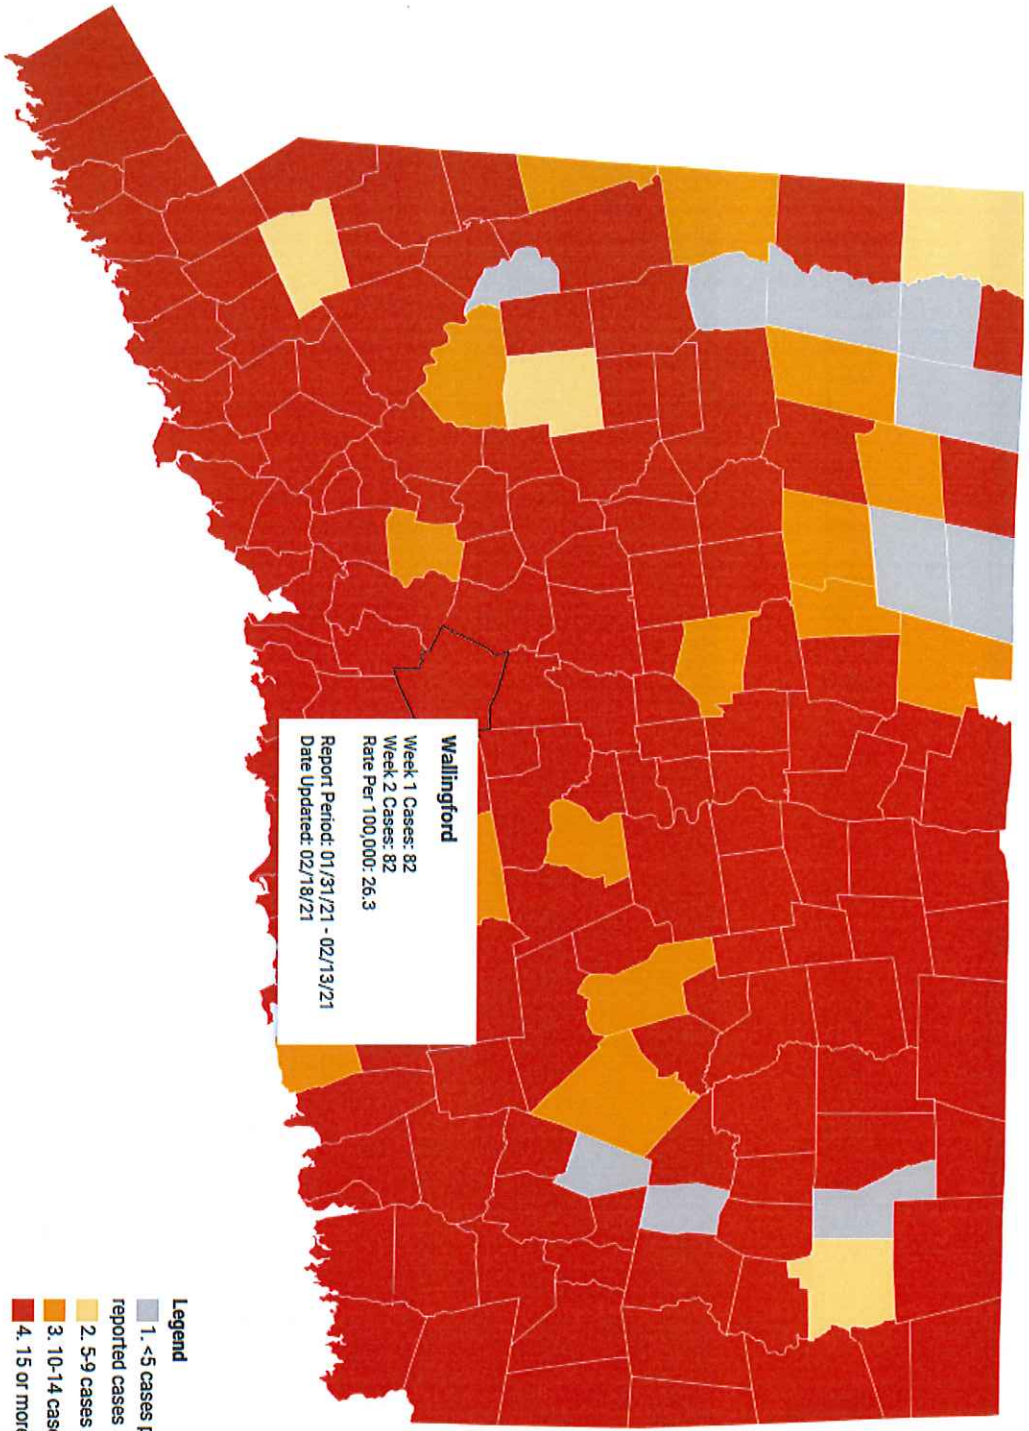 Wallingford
Week 1 Cases: 82
Week 2 Cases: 82
Rate Per 100,000: 26.3
Report Period: 01/31/21 - 02/13/21
Date Updated: 02/18/21
Legend
1. <5 cases p
reported cases
2. 5-9 cases
3. 10-14 case
4. 15 or more